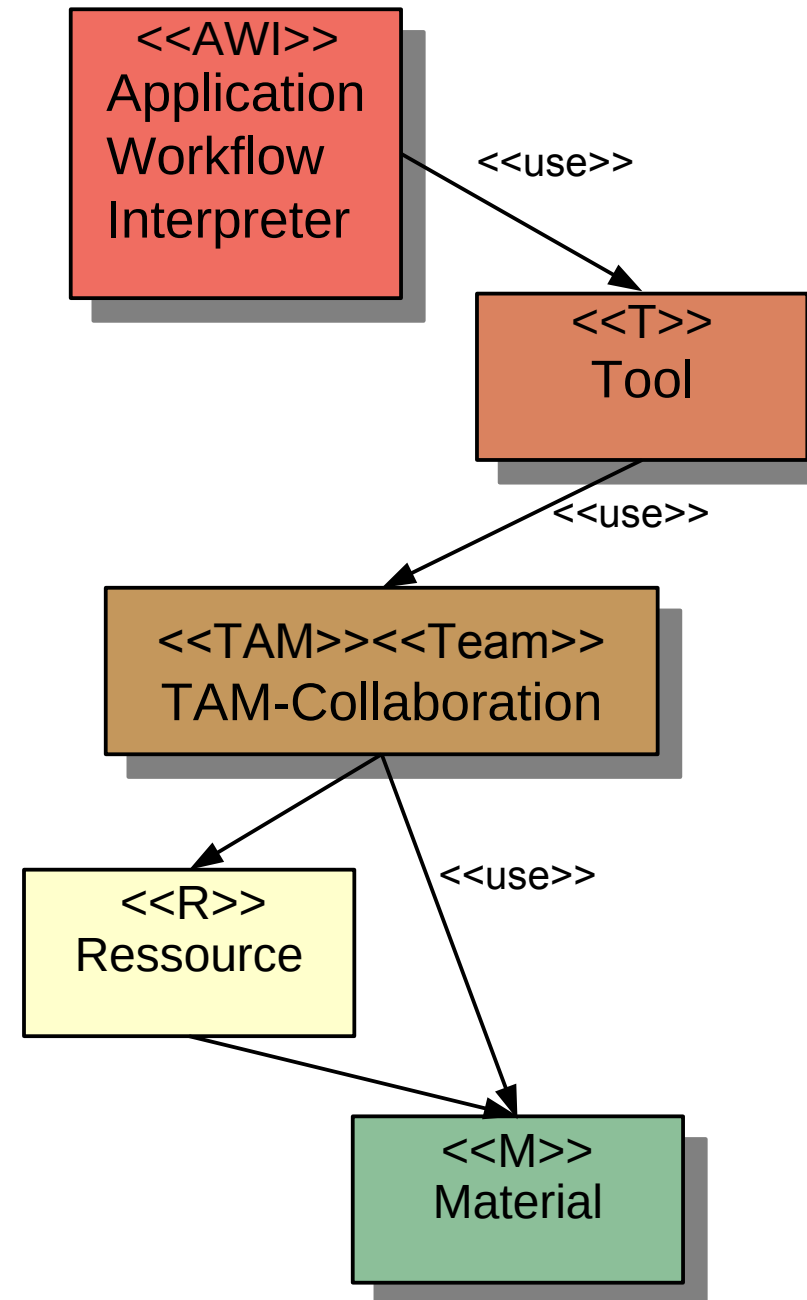 <<AWI>>
Application
Workflow
Interpreter
<<use>>
<<T>>
Tool
<<use>>
<<TAM>><<Team>>
TAM-Collaboration
<<use>>
<<R>>
Ressource
<<M>>
Material